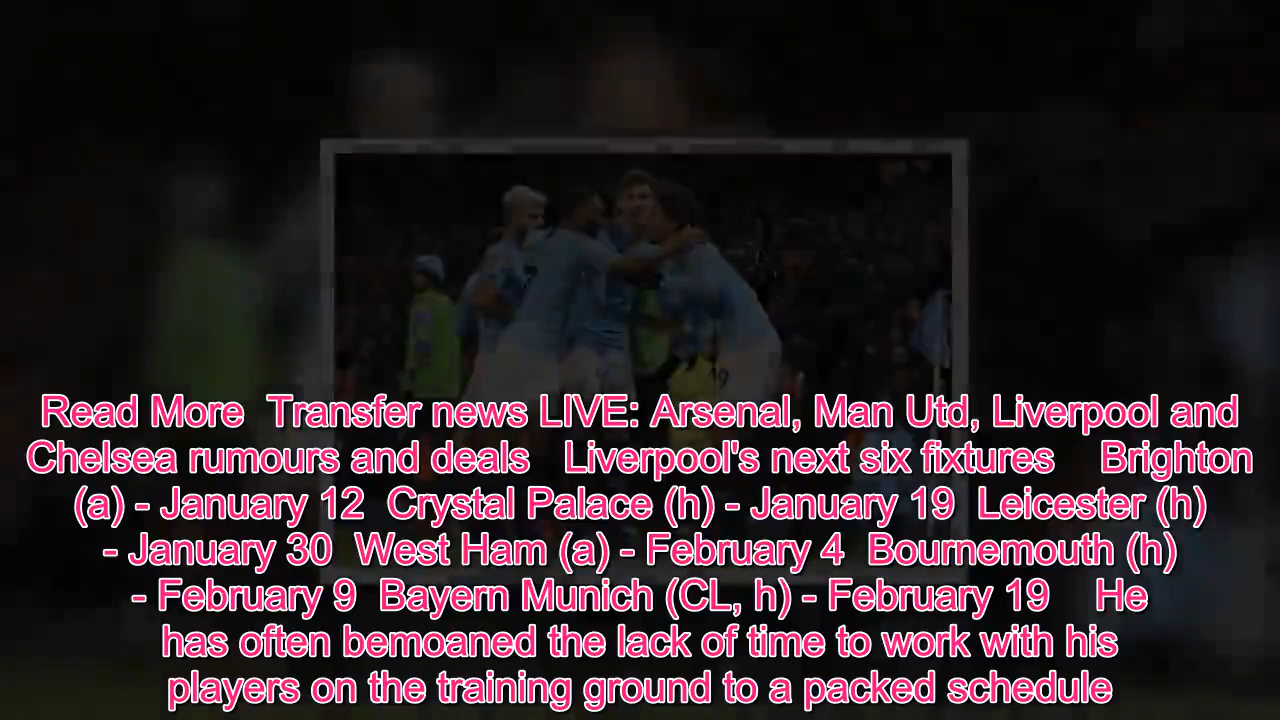 Read More  Transfer news LIVE: Arsenal, Man Utd, Liverpool and
Chelsea rumours and deals   Liverpool's next six fixtures    Brighton
(a) - January 12  Crystal Palace (h) - January 19  Leicester (h)
- January 30  West Ham (a) - February 4  Bournemouth (h)
- February 9  Bayern Munich (CL, h) - February 19    He
has often bemoaned the lack of time to work with his
players on the training ground to a packed schedule